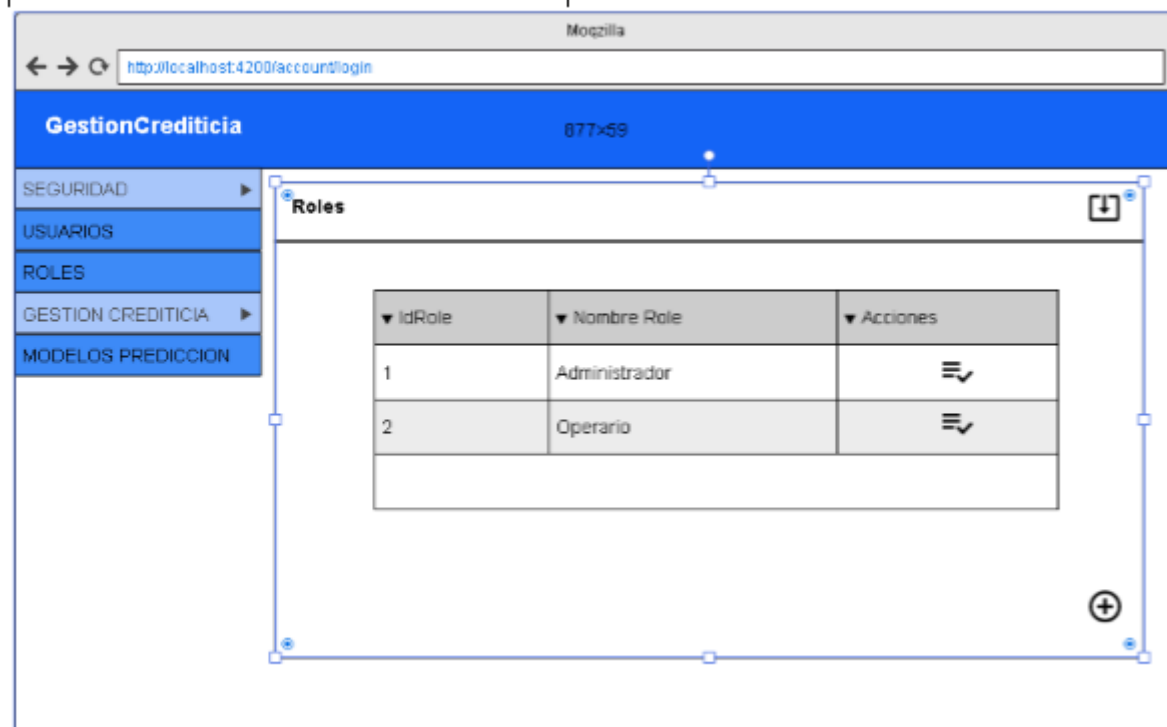 Moqzilla
http://localhost:4200/account/login
GestionCrediticia
877×59
SEGURIDAD
USUARIOS
ROLES
GESTION CREDITICIA
MODELOS PREDICCION
Roles
IdRole Nombre Role Acciones
1 Administrador
2 Operario